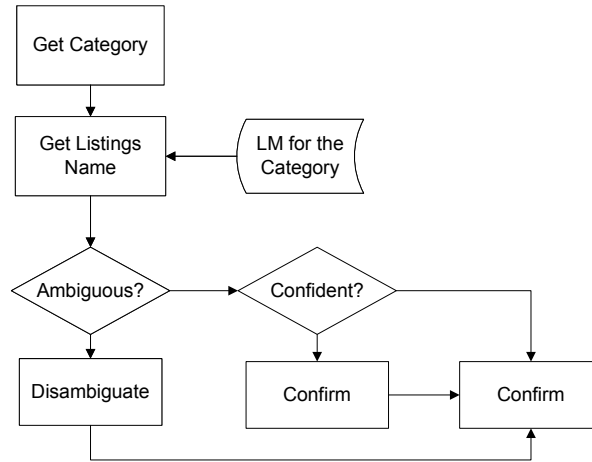 Get Category
Get Listings
Name
LM for the
Category
Ambiguous?
Confident?
Disambiguate
Confirm
Confirm